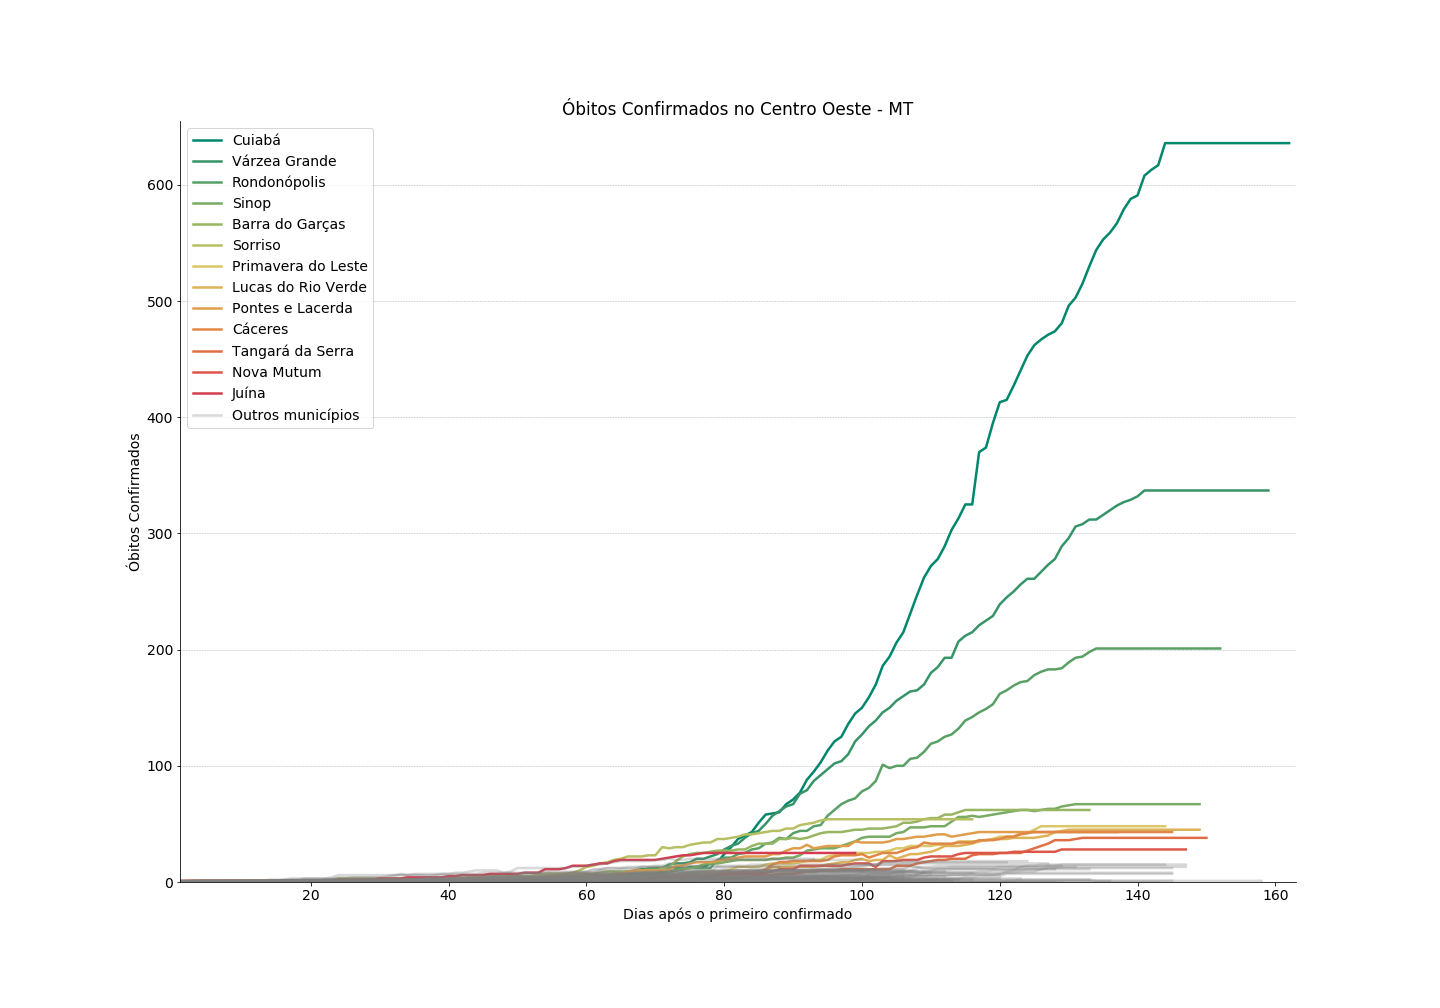 Óbitos Confirmados no Centro Oeste - MT
Cuiabá
Várzea Grande
Rondonópolis
Sinop
Barra do Garças
Sorriso
Primavera do Leste
Lucas do Rio Verde
Pontes e Lacerda
Cáceres
Tangará da Serra
Nova Mutum
Juína
Outros municípios
600
500
400
300
200
100
0
Óbitos Confirmados
20 40 60 80 100 120 140 160
Dias após o primeiro confirmado